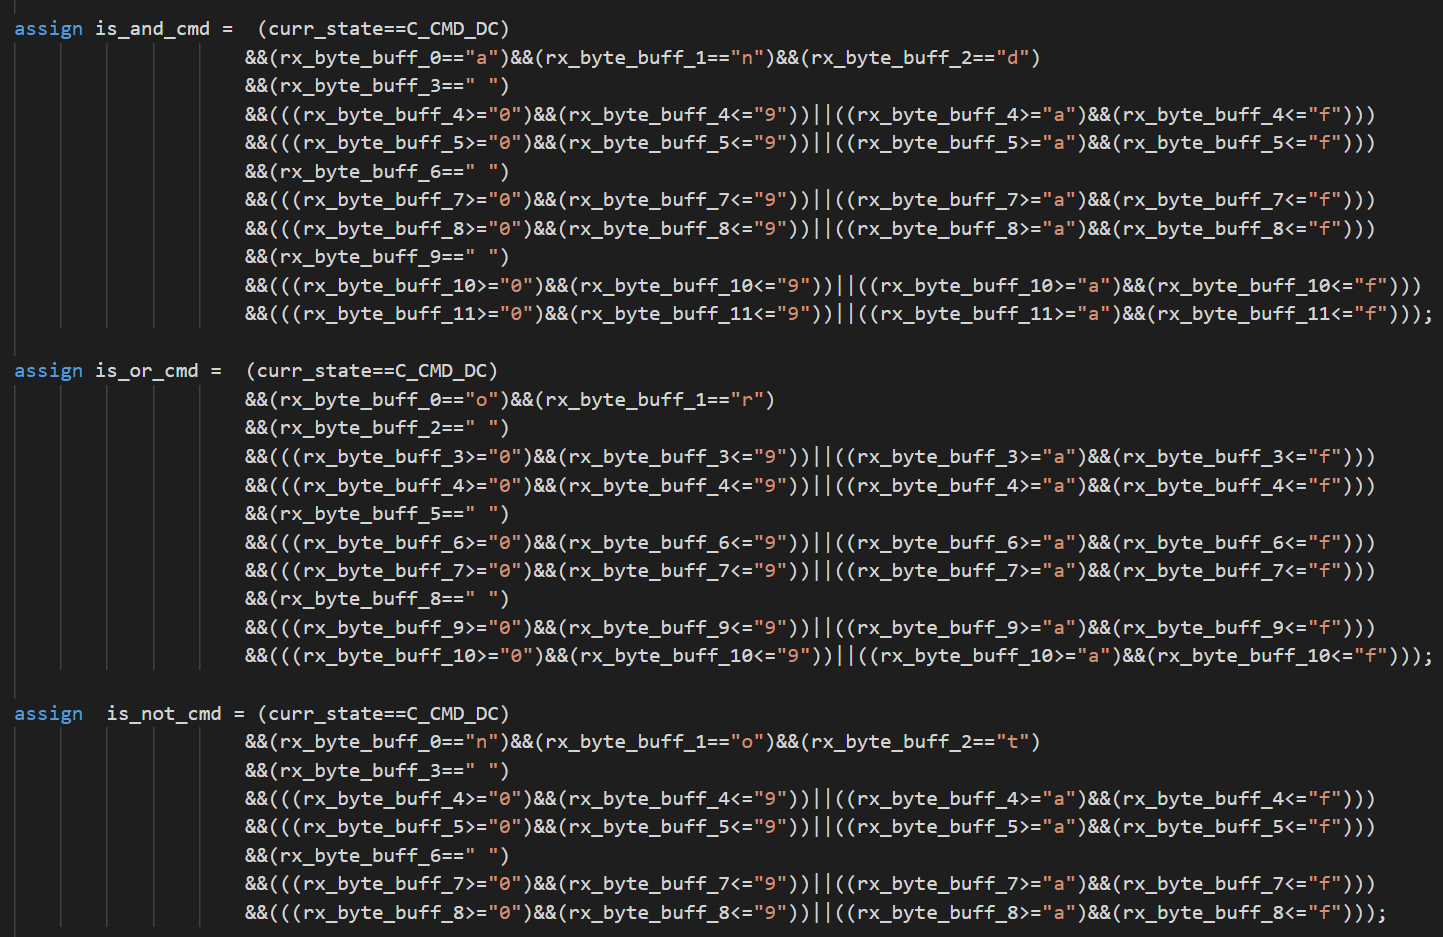 assign is_and_cmd =  (curr_state==C_CMD_DC)
&&(rx_byte_buff_0=="a")&&(rx_byte_buff_1=="n")&&(rx_byte_buff_2=="d")
&&(rx_byte_buff_3==" ")
&&(((rx_byte_buff_4>="0")&&(rx_byte_buff_4<="9"))||((rx_byte_buff_4>="a")&&(rx_byte_buff_4<="f")))
&&(((rx_byte_buff_5>="0")&&(rx_byte_buff_5<="9"))||((rx_byte_buff_5>="a")&&(rx_byte_buff_5<="f")))
&&(rx_byte_buff_6==" ")
&&(((rx_byte_buff_7>="0")&&(rx_byte_buff_7<="9"))||((rx_byte_buff_7>="a")&&(rx_byte_buff_7<="f")))
&&(((rx_byte_buff_8>="0")&&(rx_byte_buff_8<="9"))||((rx_byte_buff_8>="a")&&(rx_byte_buff_8<="f")))
&&(rx_byte_buff_9==" ")
&&(((rx_byte_buff_10>="0")&&(rx_byte_buff_10<="9"))||((rx_byte_buff_10>="a")&&(rx_byte_buff_10<="f")))
&&(((rx_byte_buff_11>="0")&&(rx_byte_buff_11<="9"))||((rx_byte_buff_11>="a")&&(rx_byte_buff_11<="f")));
assign is_or_cmd =  (curr_state==C_CMD_DC)
&&(rx_byte_buff_0=="o")&&(rx_byte_buff_1=="r")
&&(rx_byte_buff_2==" ")
&&(((rx_byte_buff_3>="0")&&(rx_byte_buff_3<="9"))||((rx_byte_buff_3>="a")&&(rx_byte_buff_3<="f")))
&&(((rx_byte_buff_4>="0")&&(rx_byte_buff_4<="9"))||((rx_byte_buff_4>="a")&&(rx_byte_buff_4<="f")))
&&(rx_byte_buff_5==" ")
&&(((rx_byte_buff_6>="0")&&(rx_byte_buff_6<="9"))||((rx_byte_buff_6>="a")&&(rx_byte_buff_6<="f")))
&&(((rx_byte_buff_7>="0")&&(rx_byte_buff_7<="9"))||((rx_byte_buff_7>="a")&&(rx_byte_buff_7<="f")))
&&(rx_byte_buff_8==" ")
&&(((rx_byte_buff_9>="0")&&(rx_byte_buff_9<="9"))||((rx_byte_buff_9>="a")&&(rx_byte_buff_9<="f")))
&&(((rx_byte_buff_10>="0")&&(rx_byte_buff_10<="9"))||((rx_byte_buff_10>="a")&&(rx_byte_buff_10<="f")));
assign  is_not_cmd = (curr_state==C_CMD_DC)
&&(rx_byte_buff_0=="n")&&(rx_byte_buff_1=="o")&&(rx_byte_buff_2=="t")
&&(rx_byte_buff_3==" ")
&&(((rx_byte_buff_4>="0")&&(rx_byte_buff_4<="9"))||((rx_byte_buff_4>="a")&&(rx_byte_buff_4<="f")))
&&(((rx_byte_buff_5>="0")&&(rx_byte_buff_5<="9"))||((rx_byte_buff_5>="a")&&(rx_byte_buff_5<="f")))
&&(rx_byte_buff_6==" ")
&&(((rx_byte_buff_7>="0")&&(rx_byte_buff_7<="9"))||((rx_byte_buff_7>="a")&&(rx_byte_buff_7<="f")))
&&(((rx_byte_buff_8>="0")&&(rx_byte_buff_8<="9"))||((rx_byte_buff_8>="a")&&(rx_byte_buff_8<="f")));